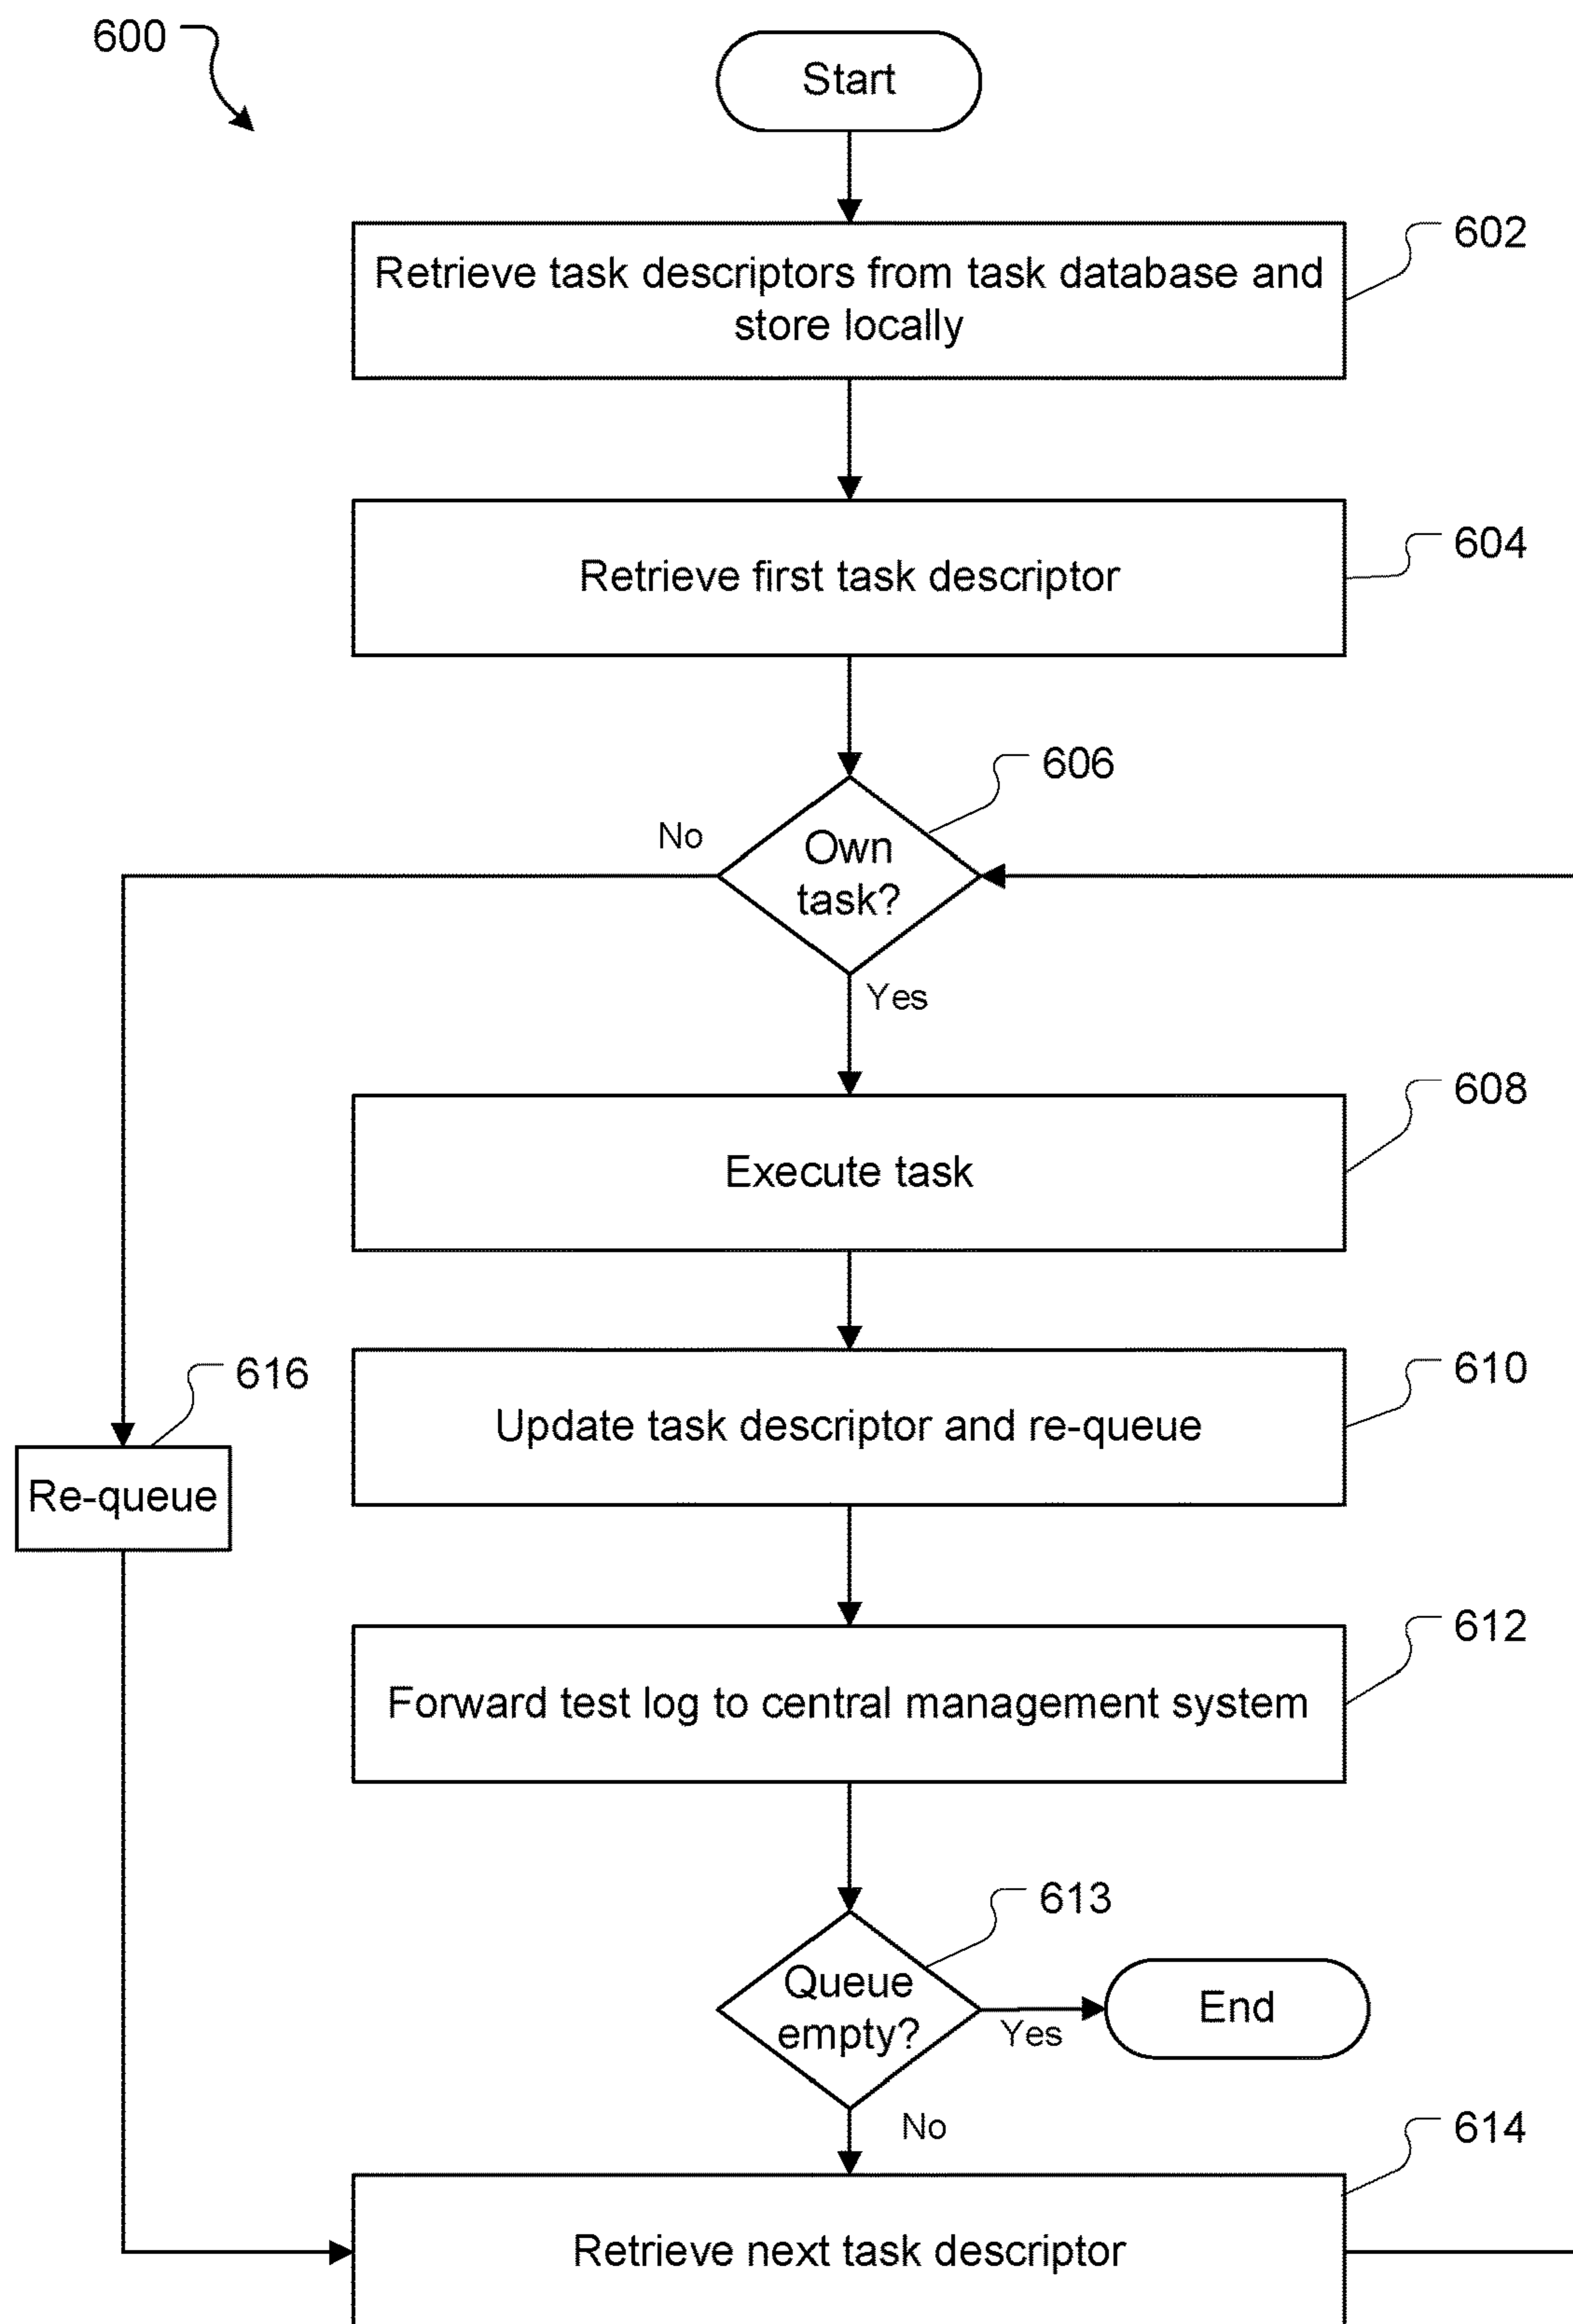 600
Start
602
Retrieve task descriptors from task database and
store locally
604
Retrieve first task descriptor
606
No
Own
task?
Yes
608
Execute task
616
610
Update task descriptor and re-queue
Re-queue
612
Forward test log to central management system
613
Queue
empty?
Yes
End
No
614
Retrieve next task descriptor